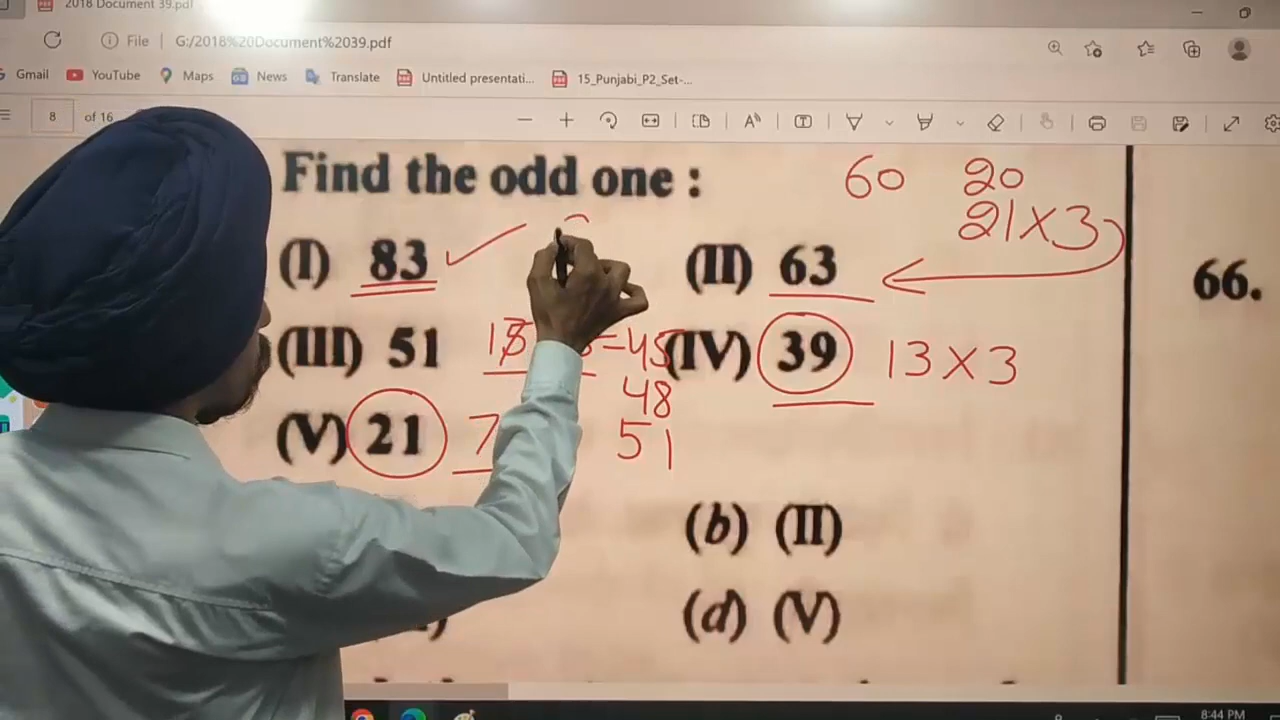 2018 Document 39.pdf
File G:/2018%20Document%2039.pdf
Gmail YouTube Maps News Translate Untitled presentati... 15_Punjabi_P2_Set-...
8 of 16
Find the odd one :
60 20
21×3
(I) 83 (II) 63
66.
(III) 51 =45 (IV) 39 13×3
48
(V) 21 7 51
(b) (II)
(d) (V)
8:44 PM